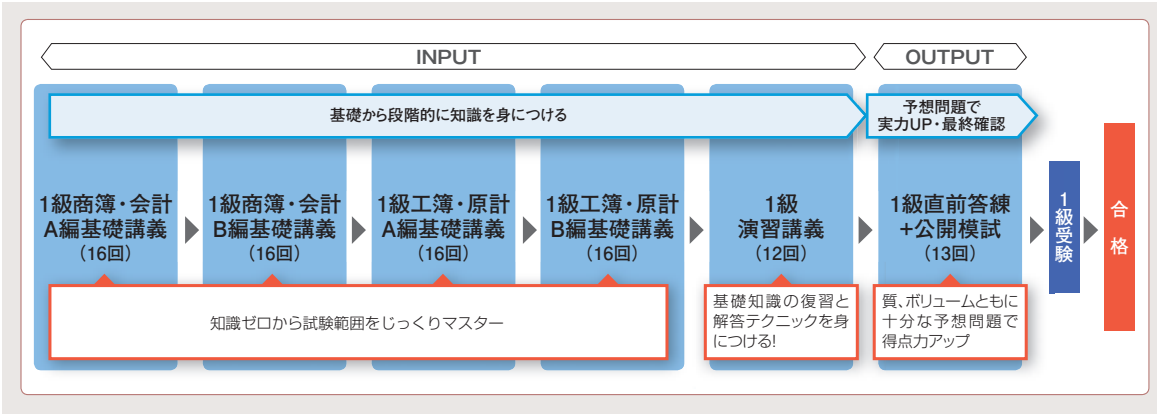 INPUT
OUTPUT
基礎から段階的に知識を身につける
予想問題で
実力UP・最終確認
1級商簿・会計
A編基礎講義
(16回)
1級商簿・会計
B編基礎講義
(16回)
1級工簿・原計
A編基礎講義
(16回)
1級工簿・原計
B編基礎講義
(16回)
1級
演習講義
(12回)
1級直前答練
+公開模試
(13回)
1級受験
合格
知識ゼロから試験範囲をじっくりマスター
基礎知識の復習と
解答テクニックを身
につける!
質、ボリュームともに
十分な予想問題で
得点力アップ